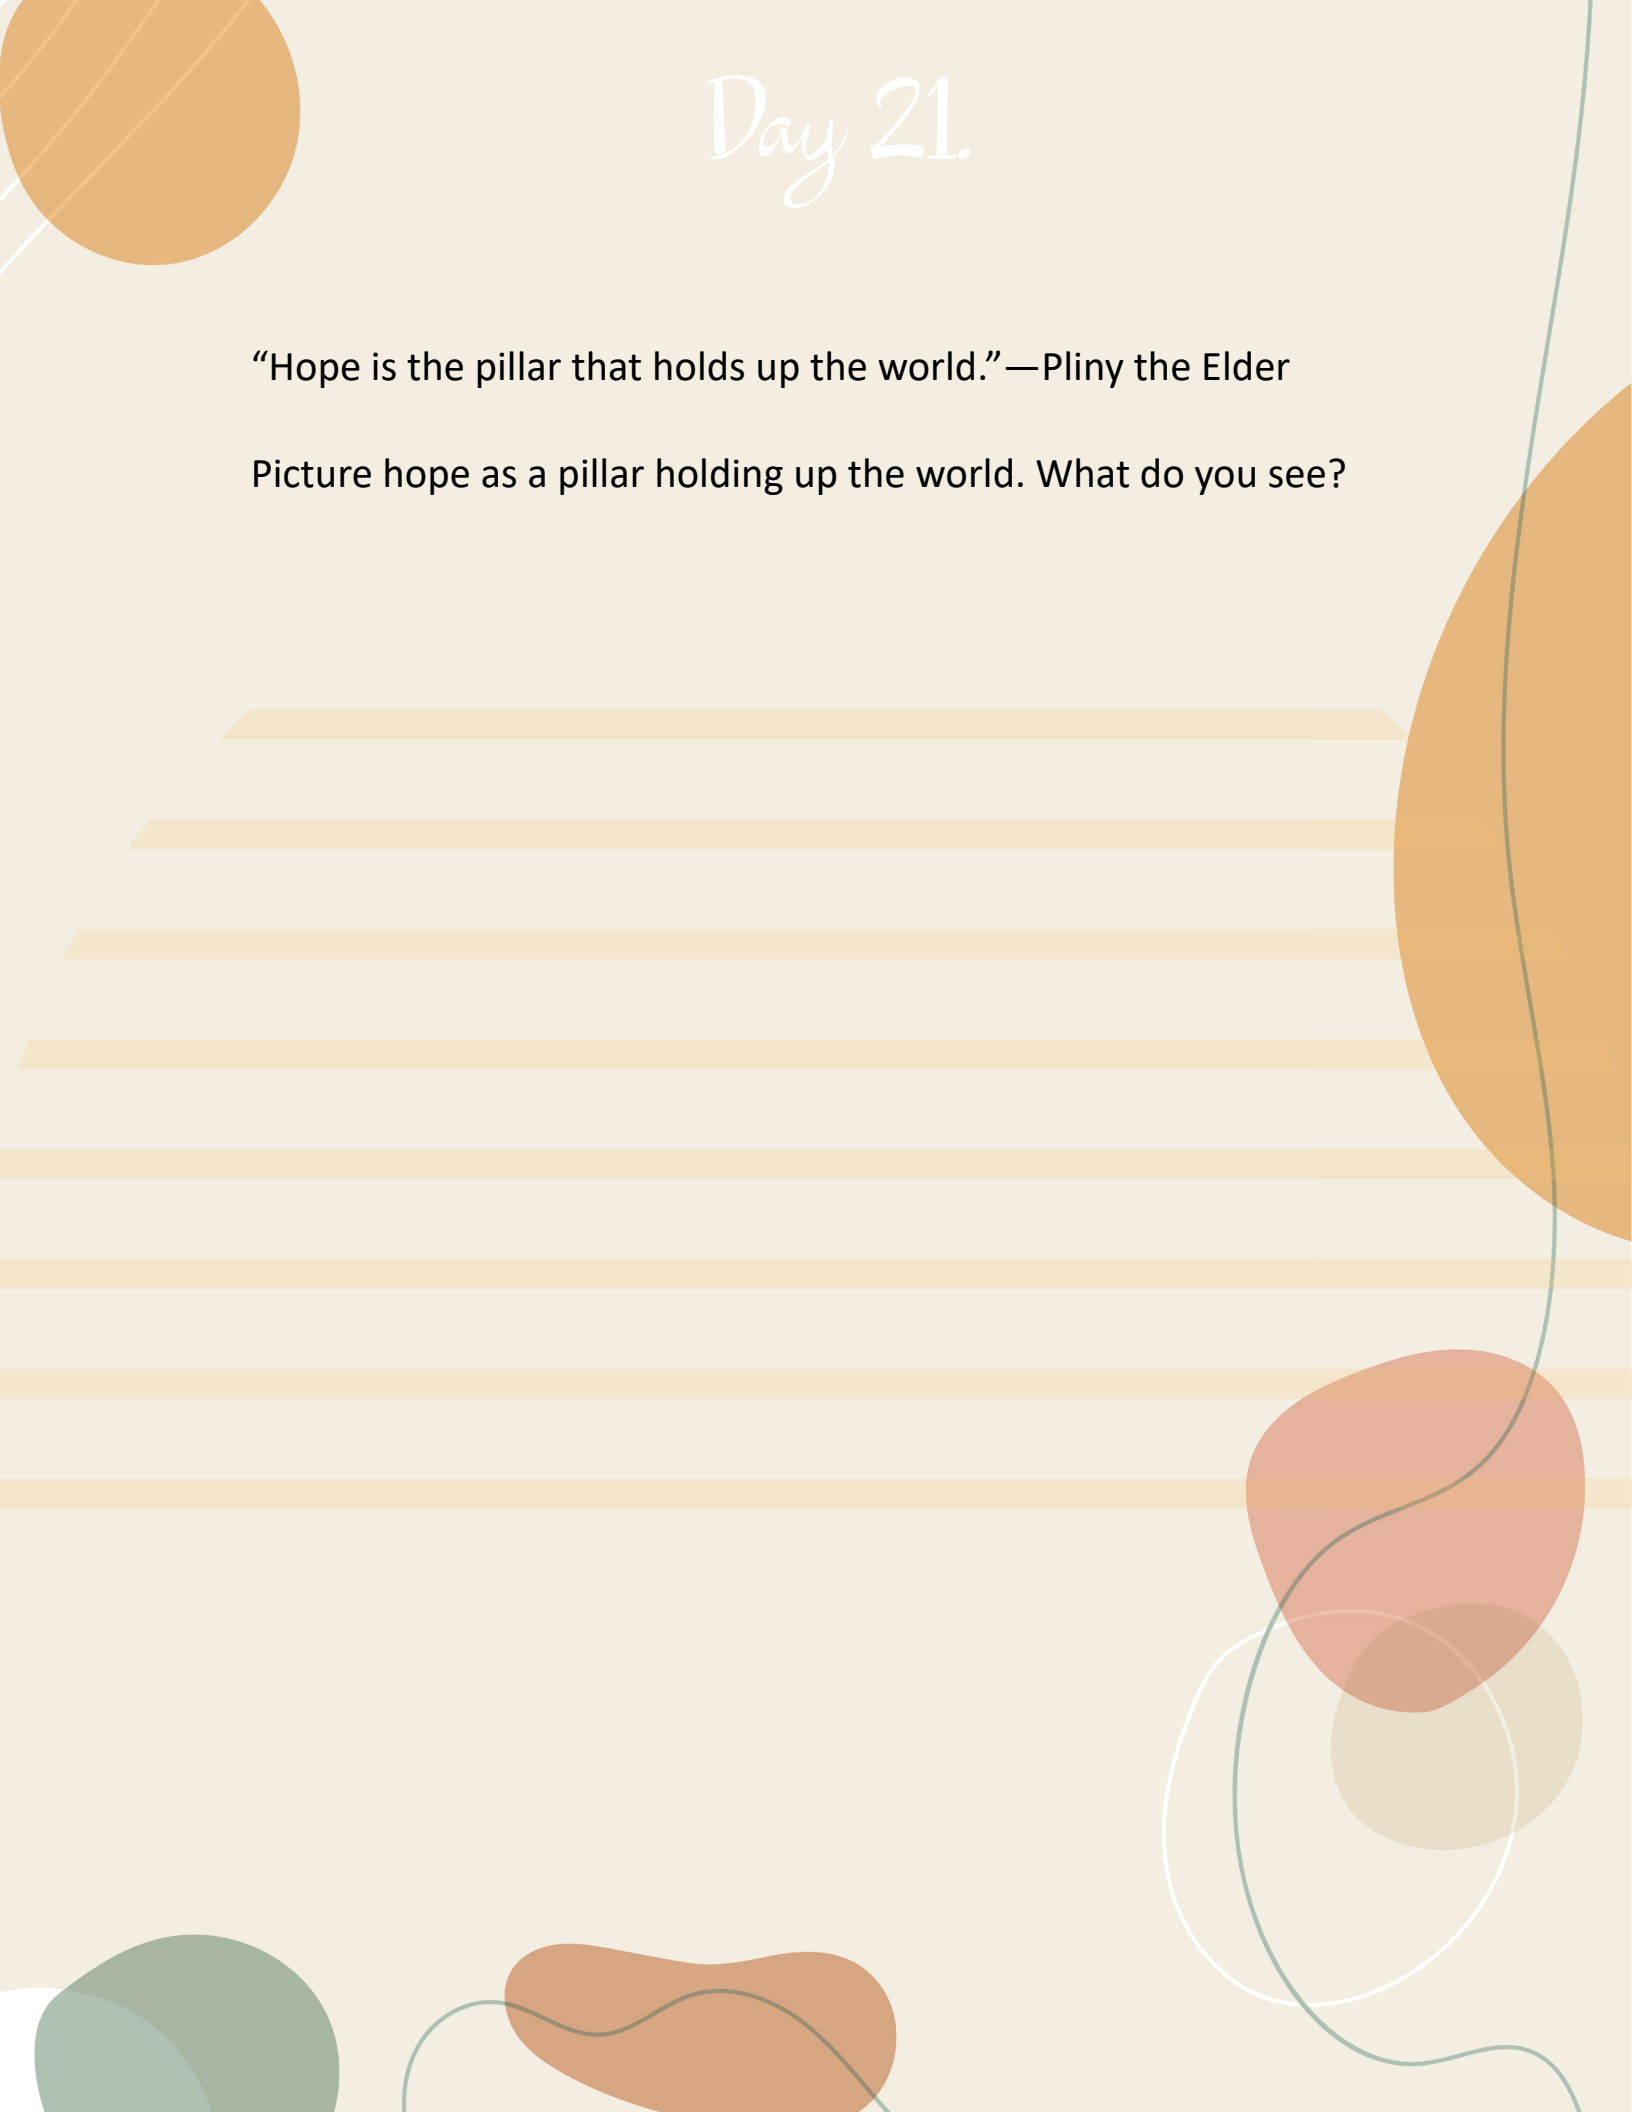 Day 21.
“Hope is the pillar that holds up the world.”—Pliny the Elder
Picture hope as a pillar holding up the world. What do you see?